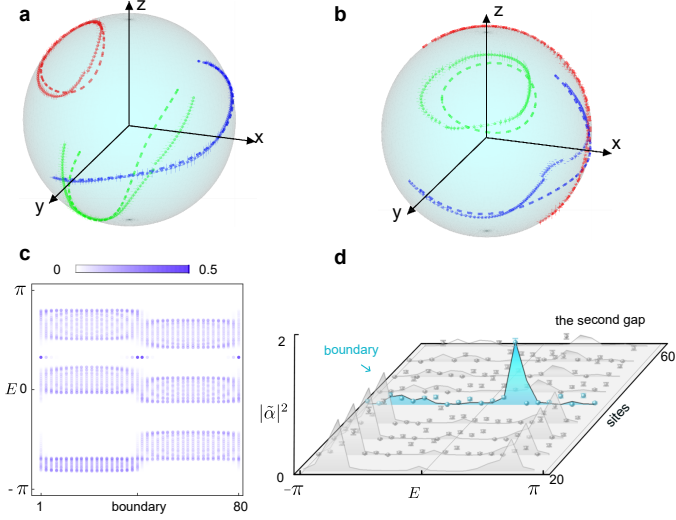 a
z
x
y
b
z
x
y
c
0
0.5
π
E 0
- π
1
boundary
80
d
the second gap
2
boundary
60
|α̃|²
sites
0
−π
E
π
20